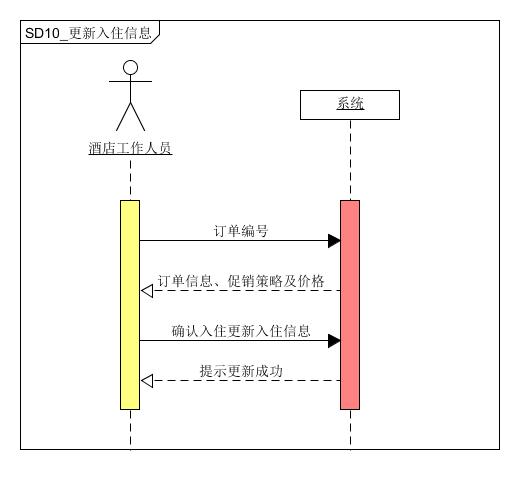 SD10_更新入住信息
系统
酒店工作人员
订单编号
订单信息、促销策略及价格
确认入住更新入住信息
提示更新成功